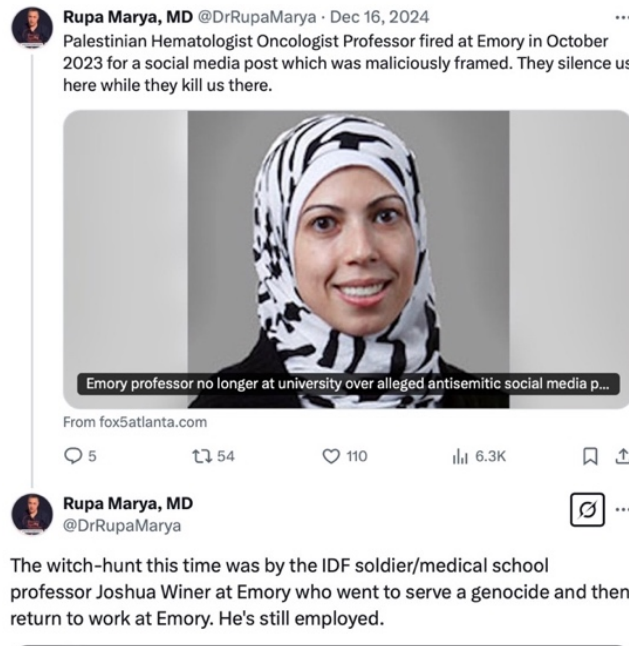 Rupa Marya, MD @DrRupaMarya · Dec 16, 2024
Palestinian Hematologist Oncologist Professor fired at Emory in October
2023 for a social media post which was maliciously framed. They silence us
here while they kill us there.
Emory professor no longer at university over alleged antisemitic social media p...
From fox5atlanta.com
5 54 110 6.3K
Rupa Marya, MD
@DrRupaMarya
The witch-hunt this time was by the IDF soldier/medical school
professor Joshua Winer at Emory who went to serve a genocide and then
return to work at Emory. He's still employed.